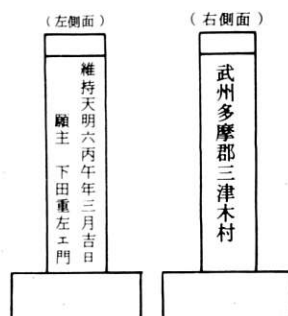 （右側面）
武州多摩郡三津木村
（左側面）
維持天明六丙午年三月吉日
願主　下田重左エ門